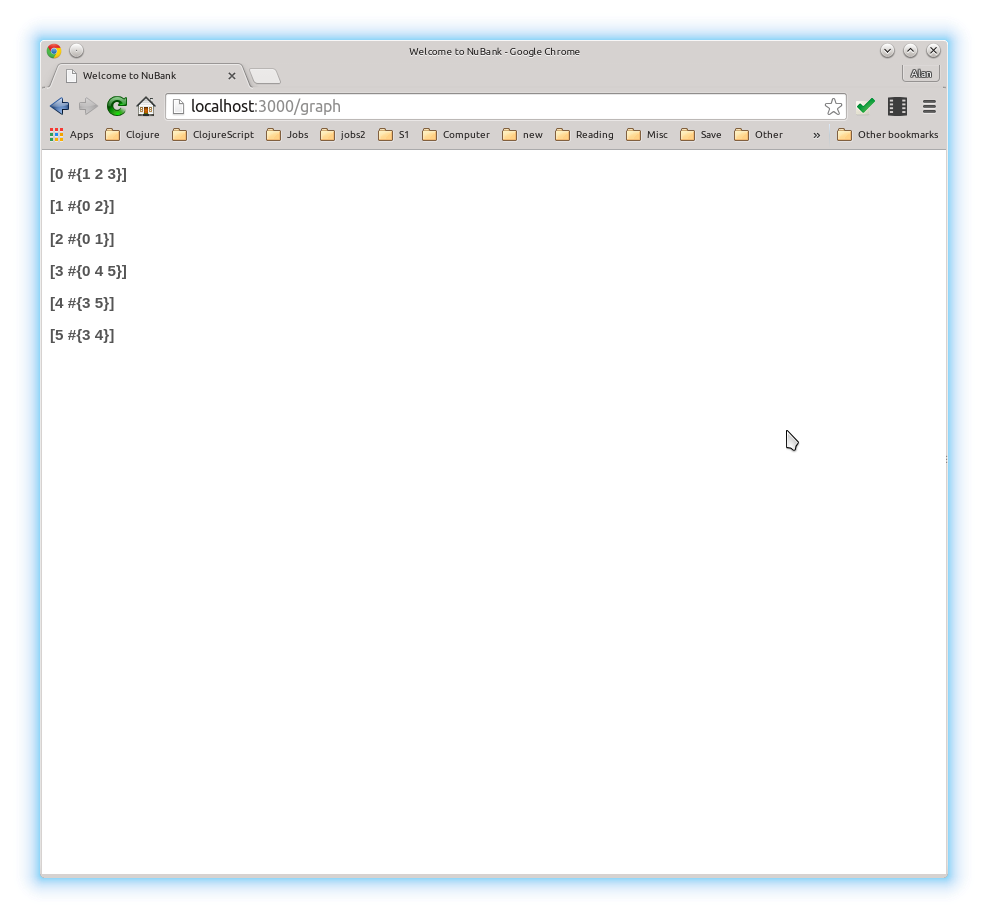 Welcome to NuBank - Google Chrome
Welcome to NuBank
Alan
localhost:3000/graph
Apps Clojure ClojureScript Jobs jobs2 S1 Computer new Reading Misc Save Other » Other bookmarks
[0 #{1 2 3}]
[1 #{0 2}]
[2 #{0 1}]
[3 #{0 4 5}]
[4 #{3 5}]
[5 #{3 4}]